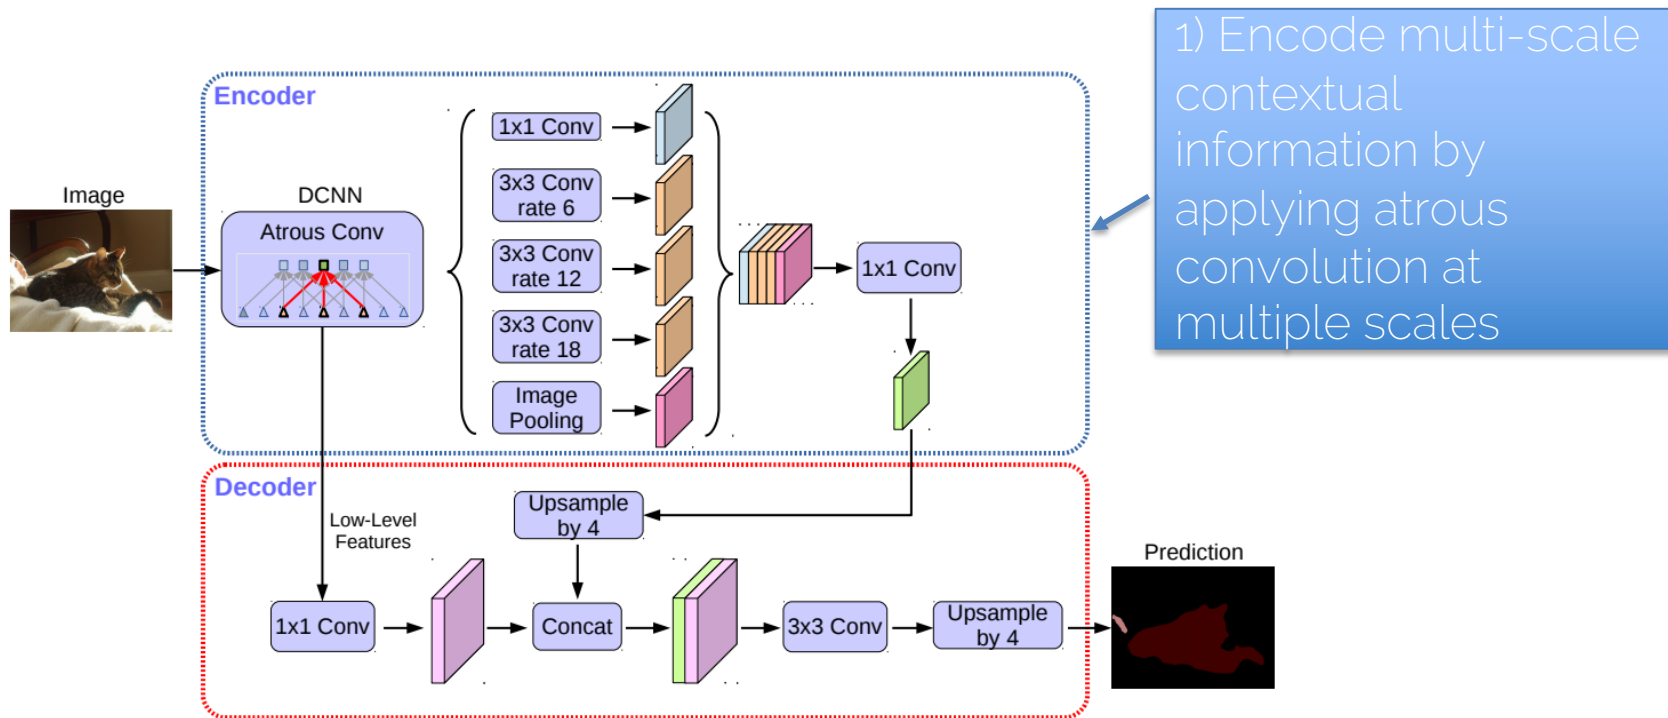 1) Encode multi-scale
contextual
information by
applying atrous
convolution at
multiple scales
Encoder
Image
DCNN
Atrous Conv
1x1 Conv
3x3 Conv
rate 6
3x3 Conv
rate 12
3x3 Conv
rate 18
Image
Pooling
1x1 Conv
Decoder
Low-Level
Features
Upsample
by 4
1x1 Conv
Concat
3x3 Conv
Upsample
by 4
Prediction